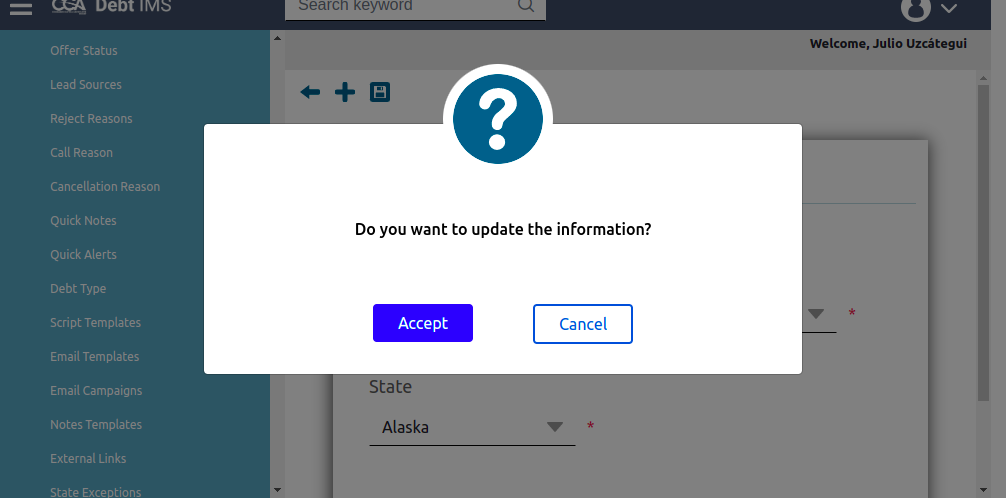 CCA Debt IMS
Search keyword
Welcome, Julio Uzcátegui
Offer Status
Lead Sources
Reject Reasons
Call Reason
Cancellation Reason
Quick Notes
Quick Alerts
Debt Type
Script Templates
Email Templates
Email Campaigns
Notes Templates
External Links
State Exceptions
?
Do you want to update the information?
Accept
Cancel
*
State
Alaska
*